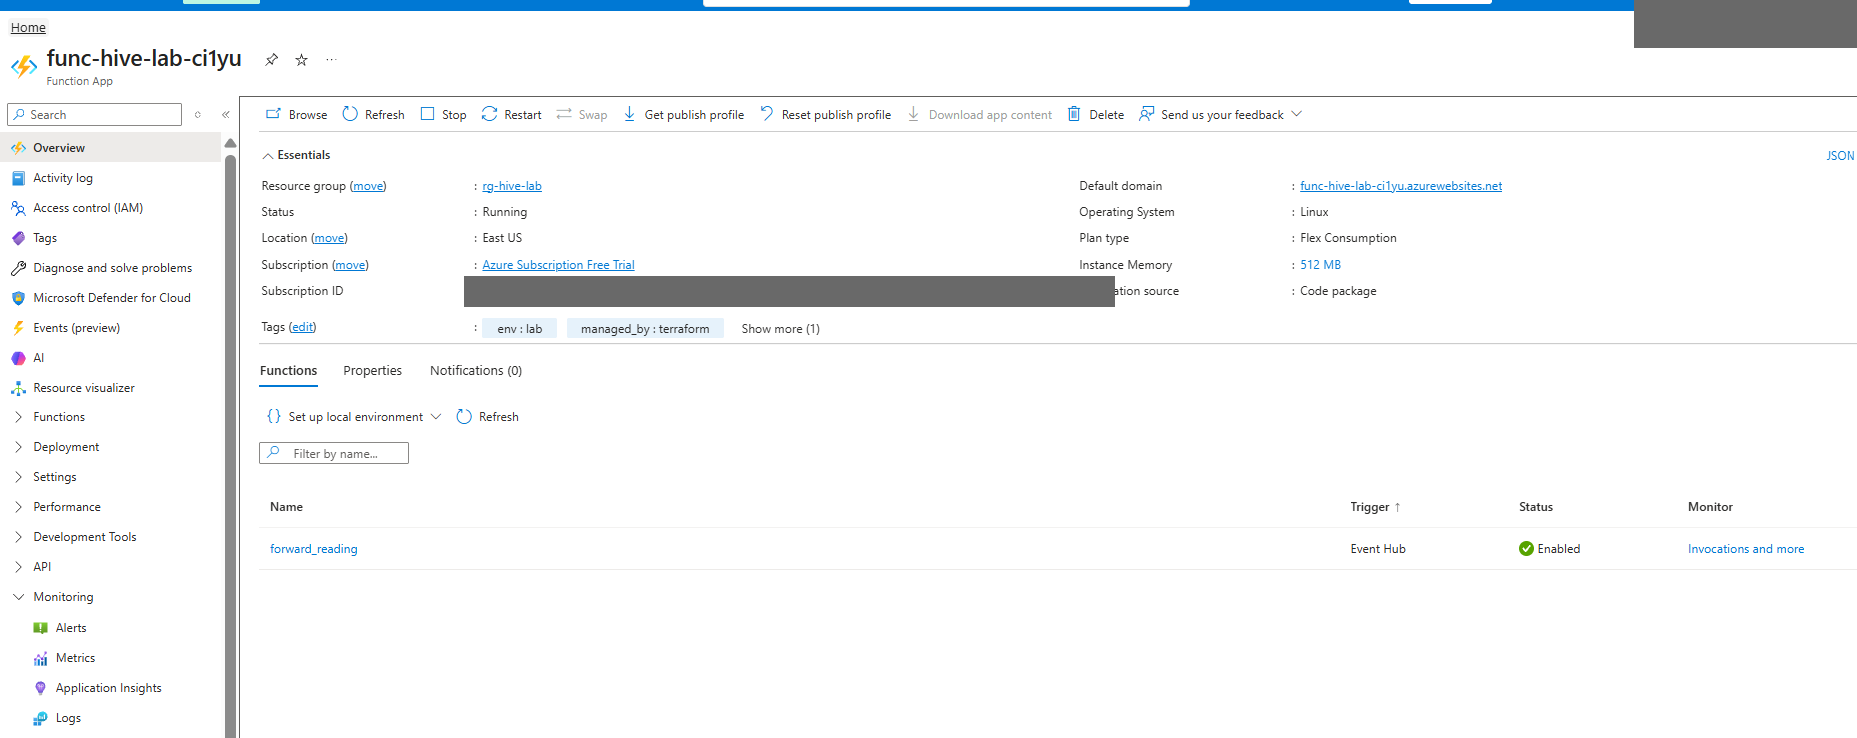 Home
func-hive-lab-ci1yu
Function App
Search
Overview
Activity log
Access control (IAM)
Tags
Diagnose and solve problems
Microsoft Defender for Cloud
Events (preview)
AI
Resource visualizer
Functions
Deployment
Settings
Performance
Development Tools
API
Monitoring
Alerts
Metrics
Application Insights
Logs
Browse Refresh Stop Restart Swap Get publish profile Reset publish profile Download app content Delete Send us your feedback
Essentials
JSON
Resource group (move) : rg-hive-lab
Status : Running
Location (move) : East US
Subscription (move) : Azure Subscription Free Trial
Subscription ID
Default domain : func-hive-lab-ci1yu.azurewebsites.net
Operating System : Linux
Plan type : Flex Consumption
Instance Memory : 512 MB
source : Code package
Tags (edit) : env : lab managed_by : terraform Show more (1)
Functions Properties Notifications (0)
{} Set up local environment Refresh
Filter by name...
Name Trigger ↑ Status Monitor
forward_reading Event Hub Enabled Invocations and more